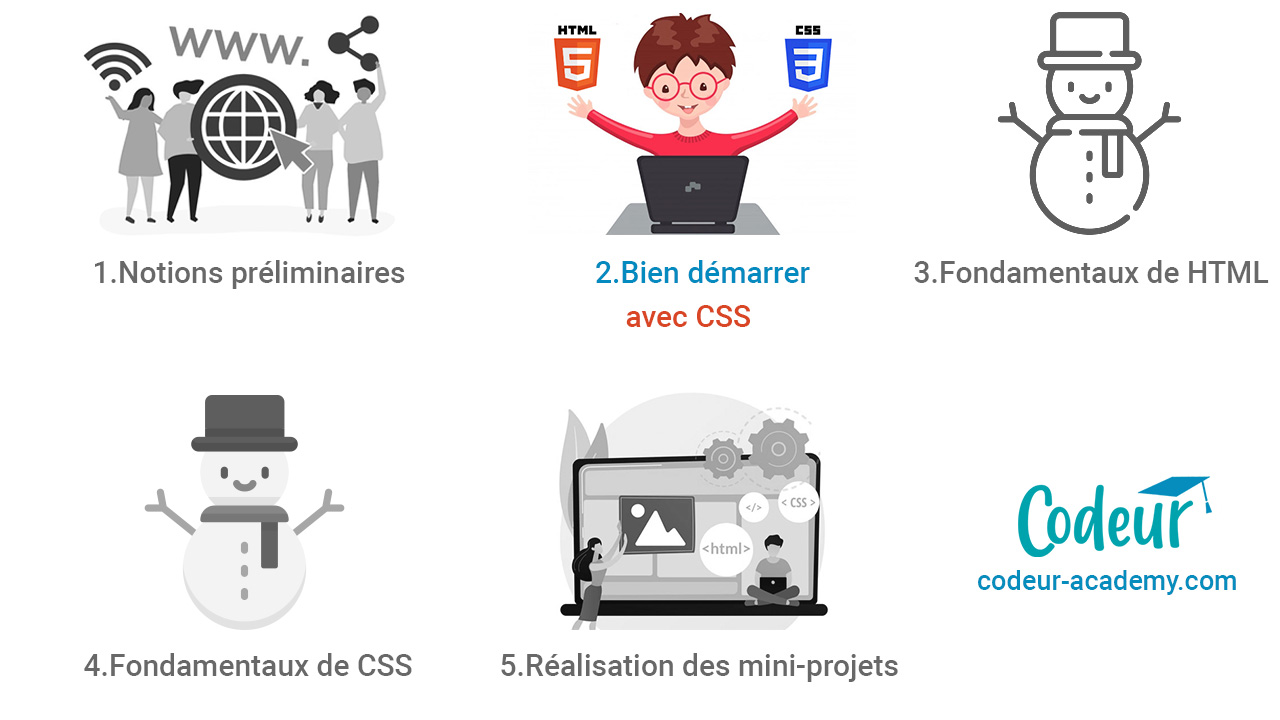 www.
HTML
5
CSS
3
1.Notions préliminaires
2.Bien démarrer
avec CSS
3.Fondamentaux de HTML
</>
< CSS >
<html>
4.Fondamentaux de CSS
5.Réalisation des mini-projets
Codeur
codeur-academy.com